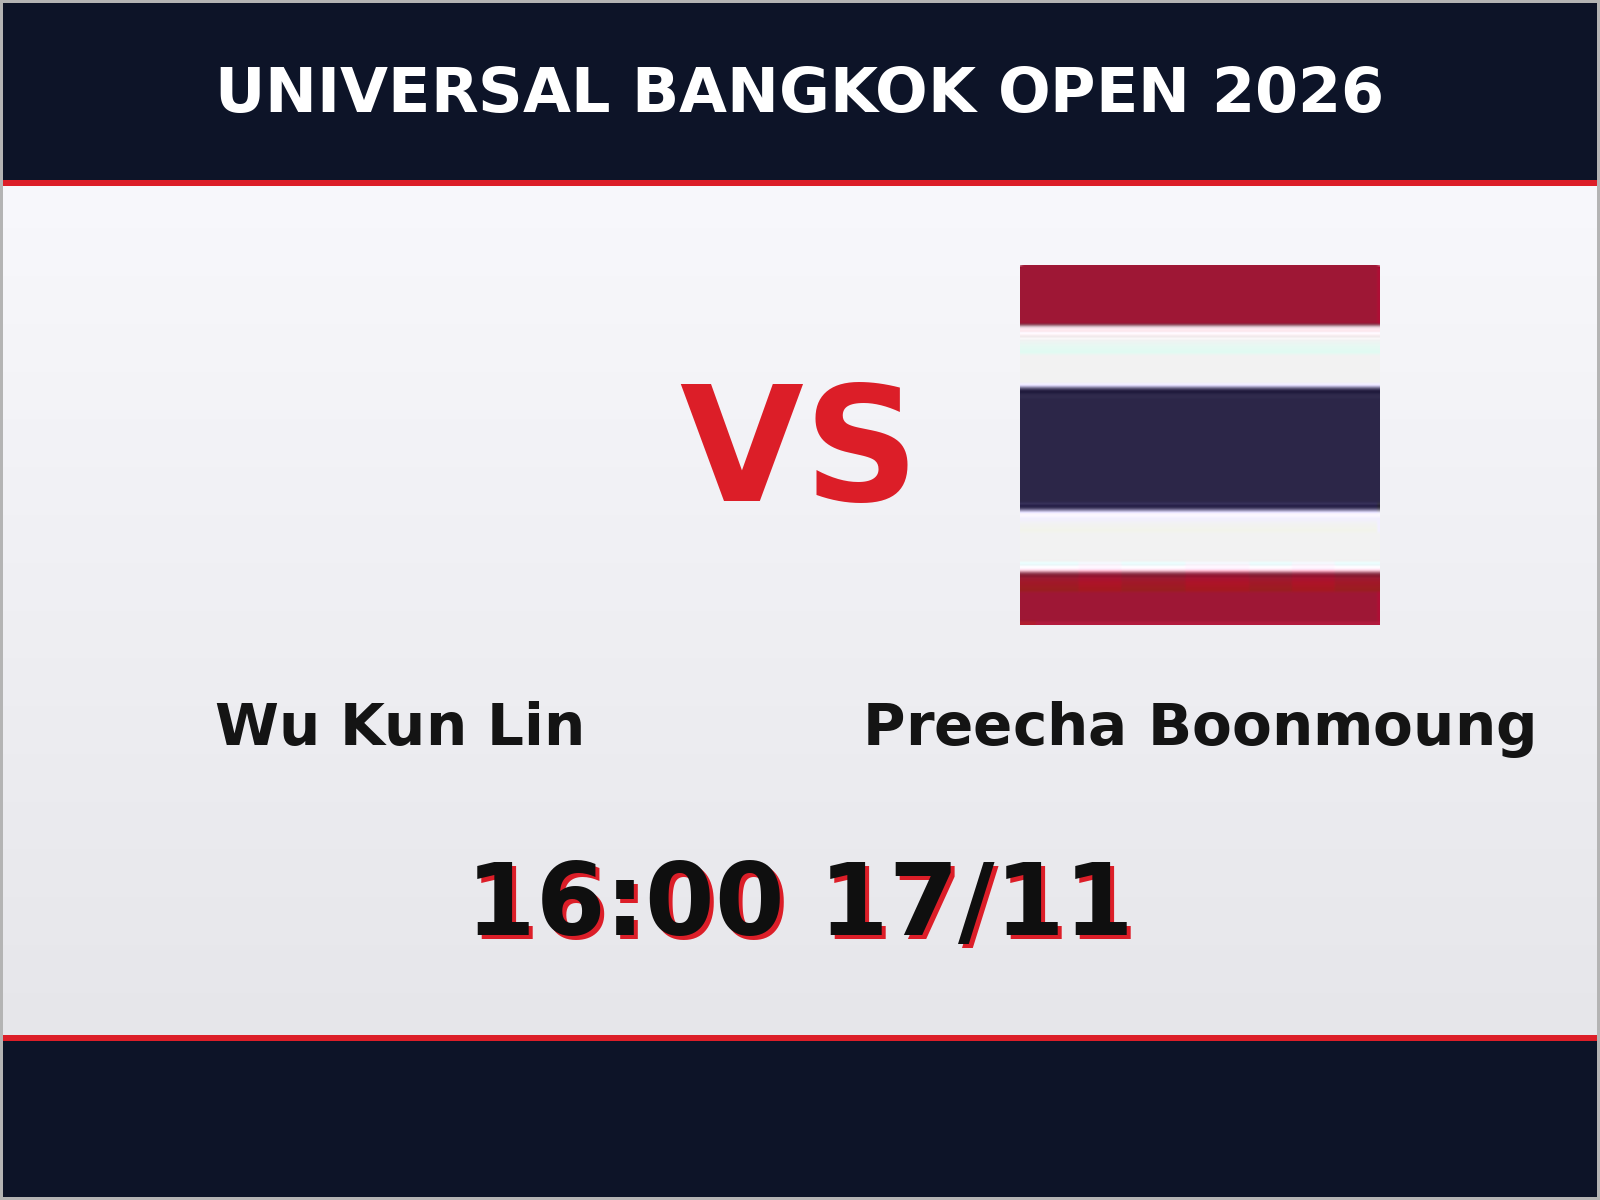 UNIVERSAL BANGKOK OPEN 2026
VS
Wu Kun Lin
Preecha Boonmoung
16:00 17/11